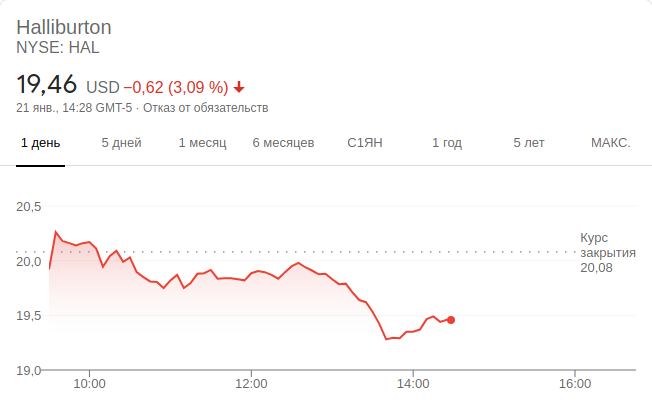 Halliburton
NYSE: HAL
19,46 USD −0,62 (3,09 %)
21 янв., 14:28 GMT-5 · Отказ от обязательств
1 день 5 дней 1 месяц 6 месяцев С1ЯН 1 год 5 лет МАКС.
20,5
Курс
закрытия
20,08
20,0
19,5
19,0
10:00 12:00 14:00 16:00